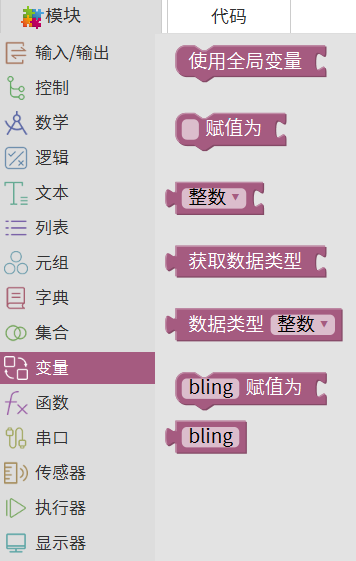 模块
代码
输入/输出
控制
数学
逻辑
文本
列表
元组
字典
集合
变量
函数
串口
传感器
执行器
显示器
使用全局变量
赋值为
整数
获取数据类型
数据类型 整数
bling 赋值为
bling